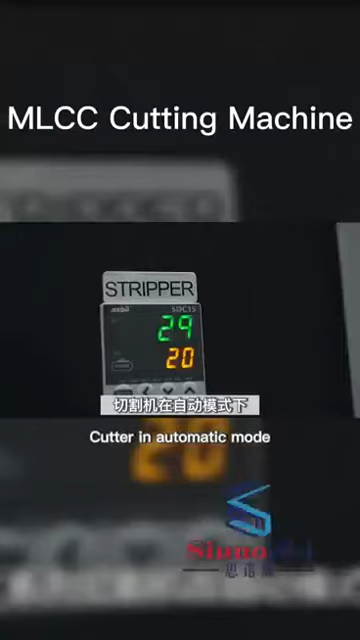 MLCC Cutting Machine
STRIPPER
azbil SDC15
29
20
切割机在自动模式下
Cutter in automatic mode